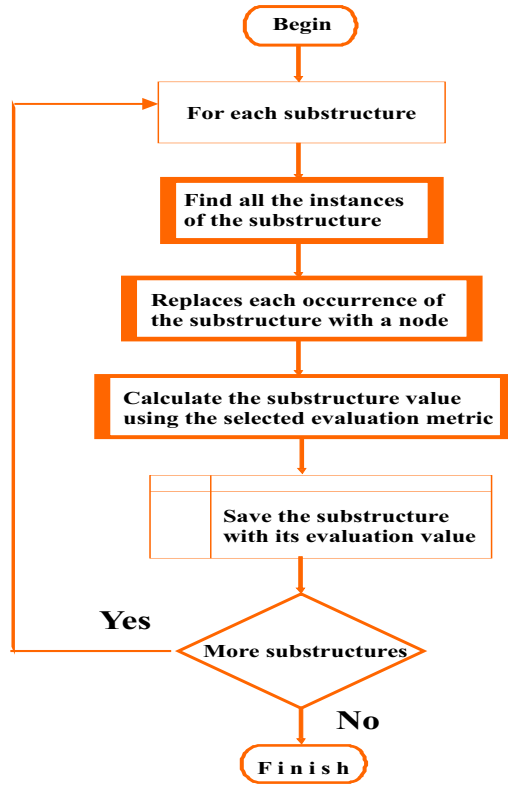 Begin
For each substructure
Find all the instances
of the substructure
Replaces each occurrence of
the substructure with a node
Calculate the substructure value
using the selected evaluation metric
Save the substructure
with its evaluation value
Yes
More substructures
No
Finish